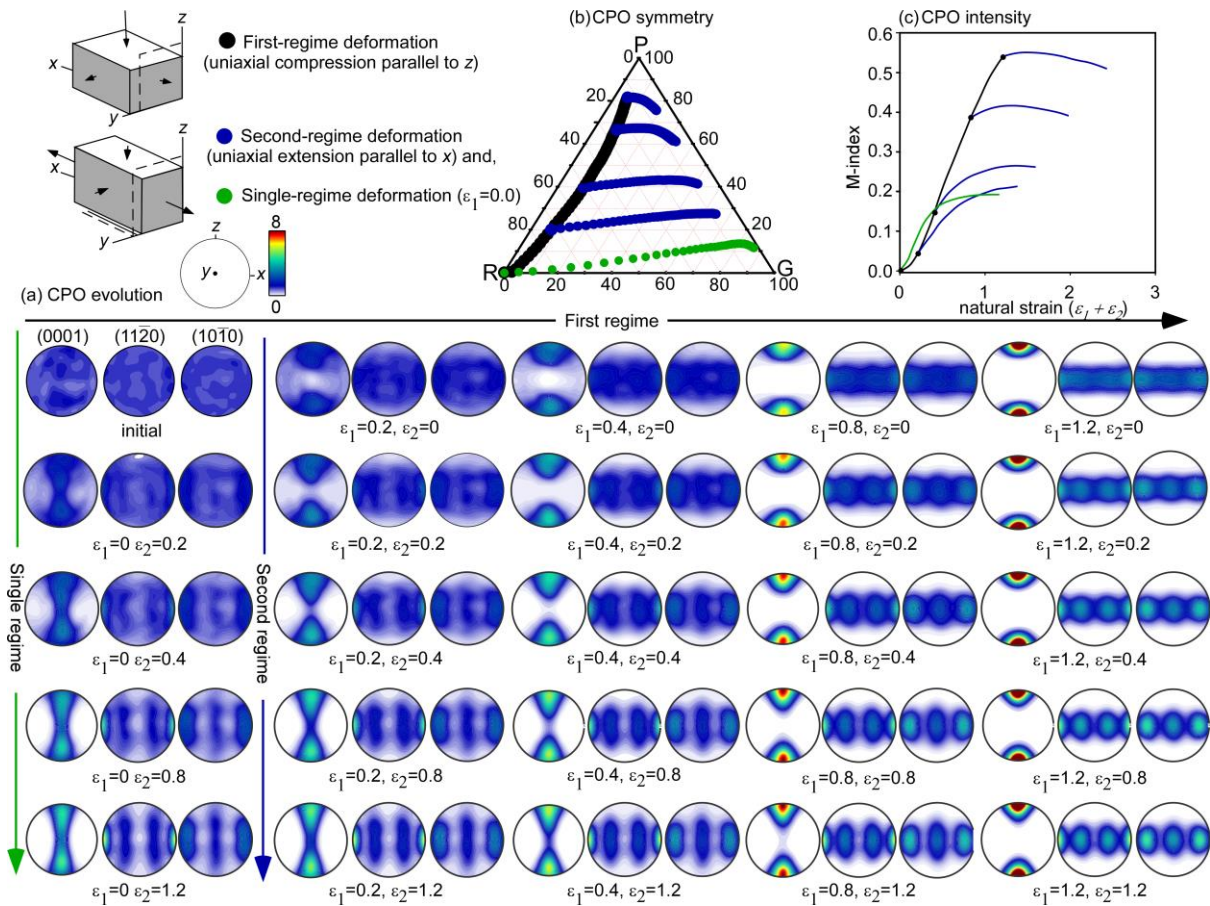 z
x
y
First-regime deformation
(uniaxial compression parallel to z)
z
x
y
Second-regime deformation
(uniaxial extension parallel to x) and,
Single-regime deformation (ε1=0.0)
z
y
x
8
0
(b) CPO symmetry
P
0 100
20 80
40 60
60 40
80 20
R
G
0 20 40 60 80 100
100
(c) CPO intensity
M-index
0.6
0.5
0.4
0.3
0.2
0.1
0.0
0 1 2 3
natural strain (ε1 + ε2)
(a) CPO evolution
First regime
Single regime
Second regime
(0001) (112̅0) (101̅0)
initial
ε1=0.2, ε2=0 ε1=0.4, ε2=0 ε1=0.8, ε2=0 ε1=1.2, ε2=0
ε1=0 ε2=0.2 ε1=0.2, ε2=0.2 ε1=0.4, ε2=0.2 ε1=0.8, ε2=0.2 ε1=1.2, ε2=0.2
ε1=0 ε2=0.4 ε1=0.2, ε2=0.4 ε1=0.4, ε2=0.4 ε1=0.8, ε2=0.4 ε1=1.2, ε2=0.4
ε1=0 ε2=0.8 ε1=0.2, ε2=0.8 ε1=0.4, ε2=0.8 ε1=0.8, ε2=0.8 ε1=1.2, ε2=0.8
ε1=0 ε2=1.2 ε1=0.2, ε2=1.2 ε1=0.4, ε2=1.2 ε1=0.8, ε2=1.2 ε1=1.2, ε2=1.2